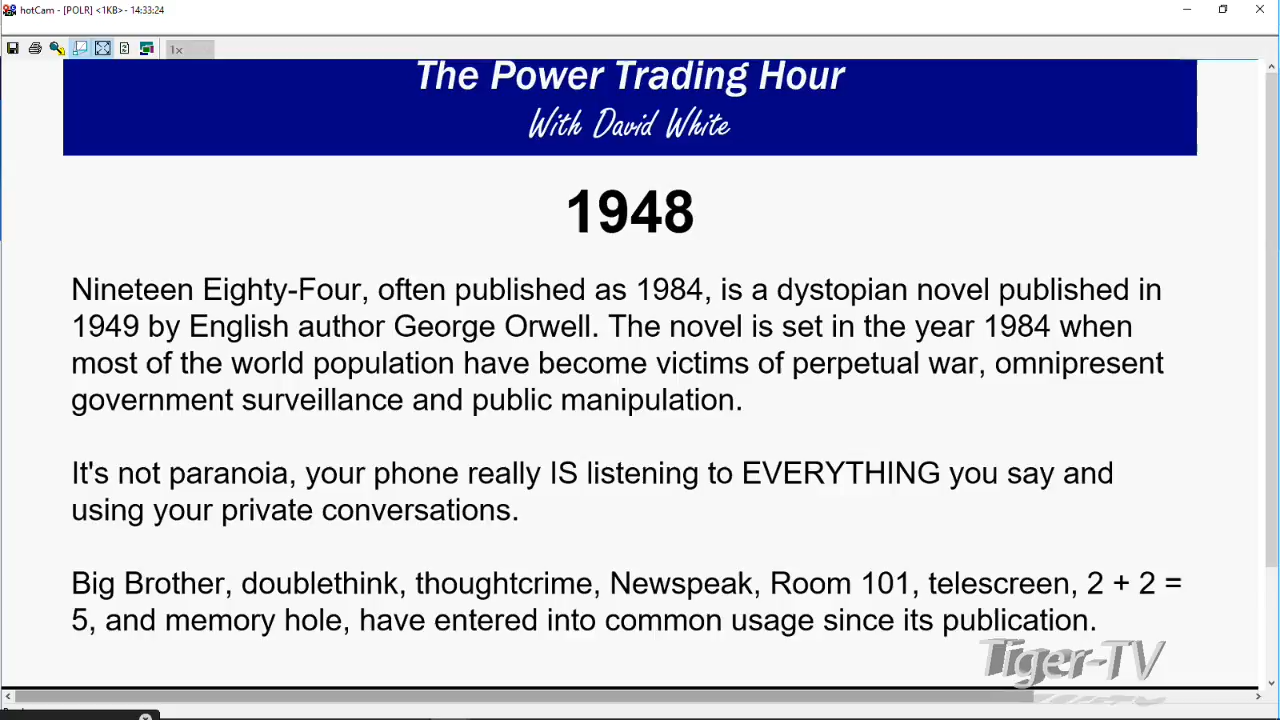 hotCam - [POLR] <1KB> - 14:33:24
1x
The Power Trading Hour
With David White
1948
Nineteen Eighty-Four, often published as 1984, is a dystopian novel published in
1949 by English author George Orwell. The novel is set in the year 1984 when
most of the world population have become victims of perpetual war, omnipresent
government surveillance and public manipulation.
It's not paranoia, your phone really IS listening to EVERYTHING you say and
using your private conversations.
Big Brother, doublethink, thoughtcrime, Newspeak, Room 101, telescreen, 2 + 2 =
5, and memory hole, have entered into common usage since its publication.
Tiger-TV